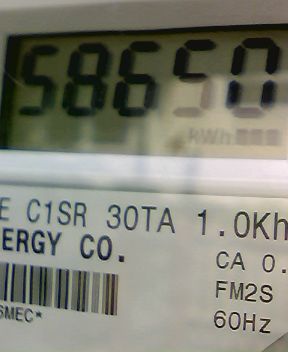 58650
kWh
E C1SR 30TA 1.0Kh
ERGY CO.
CA 0.
FM2S
60Hz
SMEC*